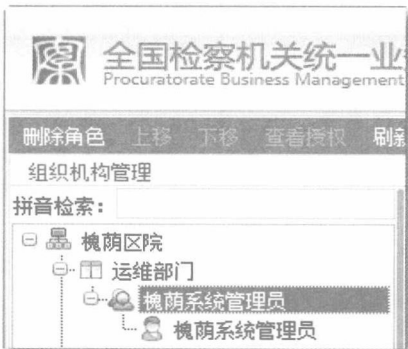 全国检察机关统一业
Procuratorate Business Management
删除角色 上移 下移 查看授权 刷新
组织机构管理
拼音检索：
槐荫区院
运维部门
槐荫系统管理员
槐荫系统管理员